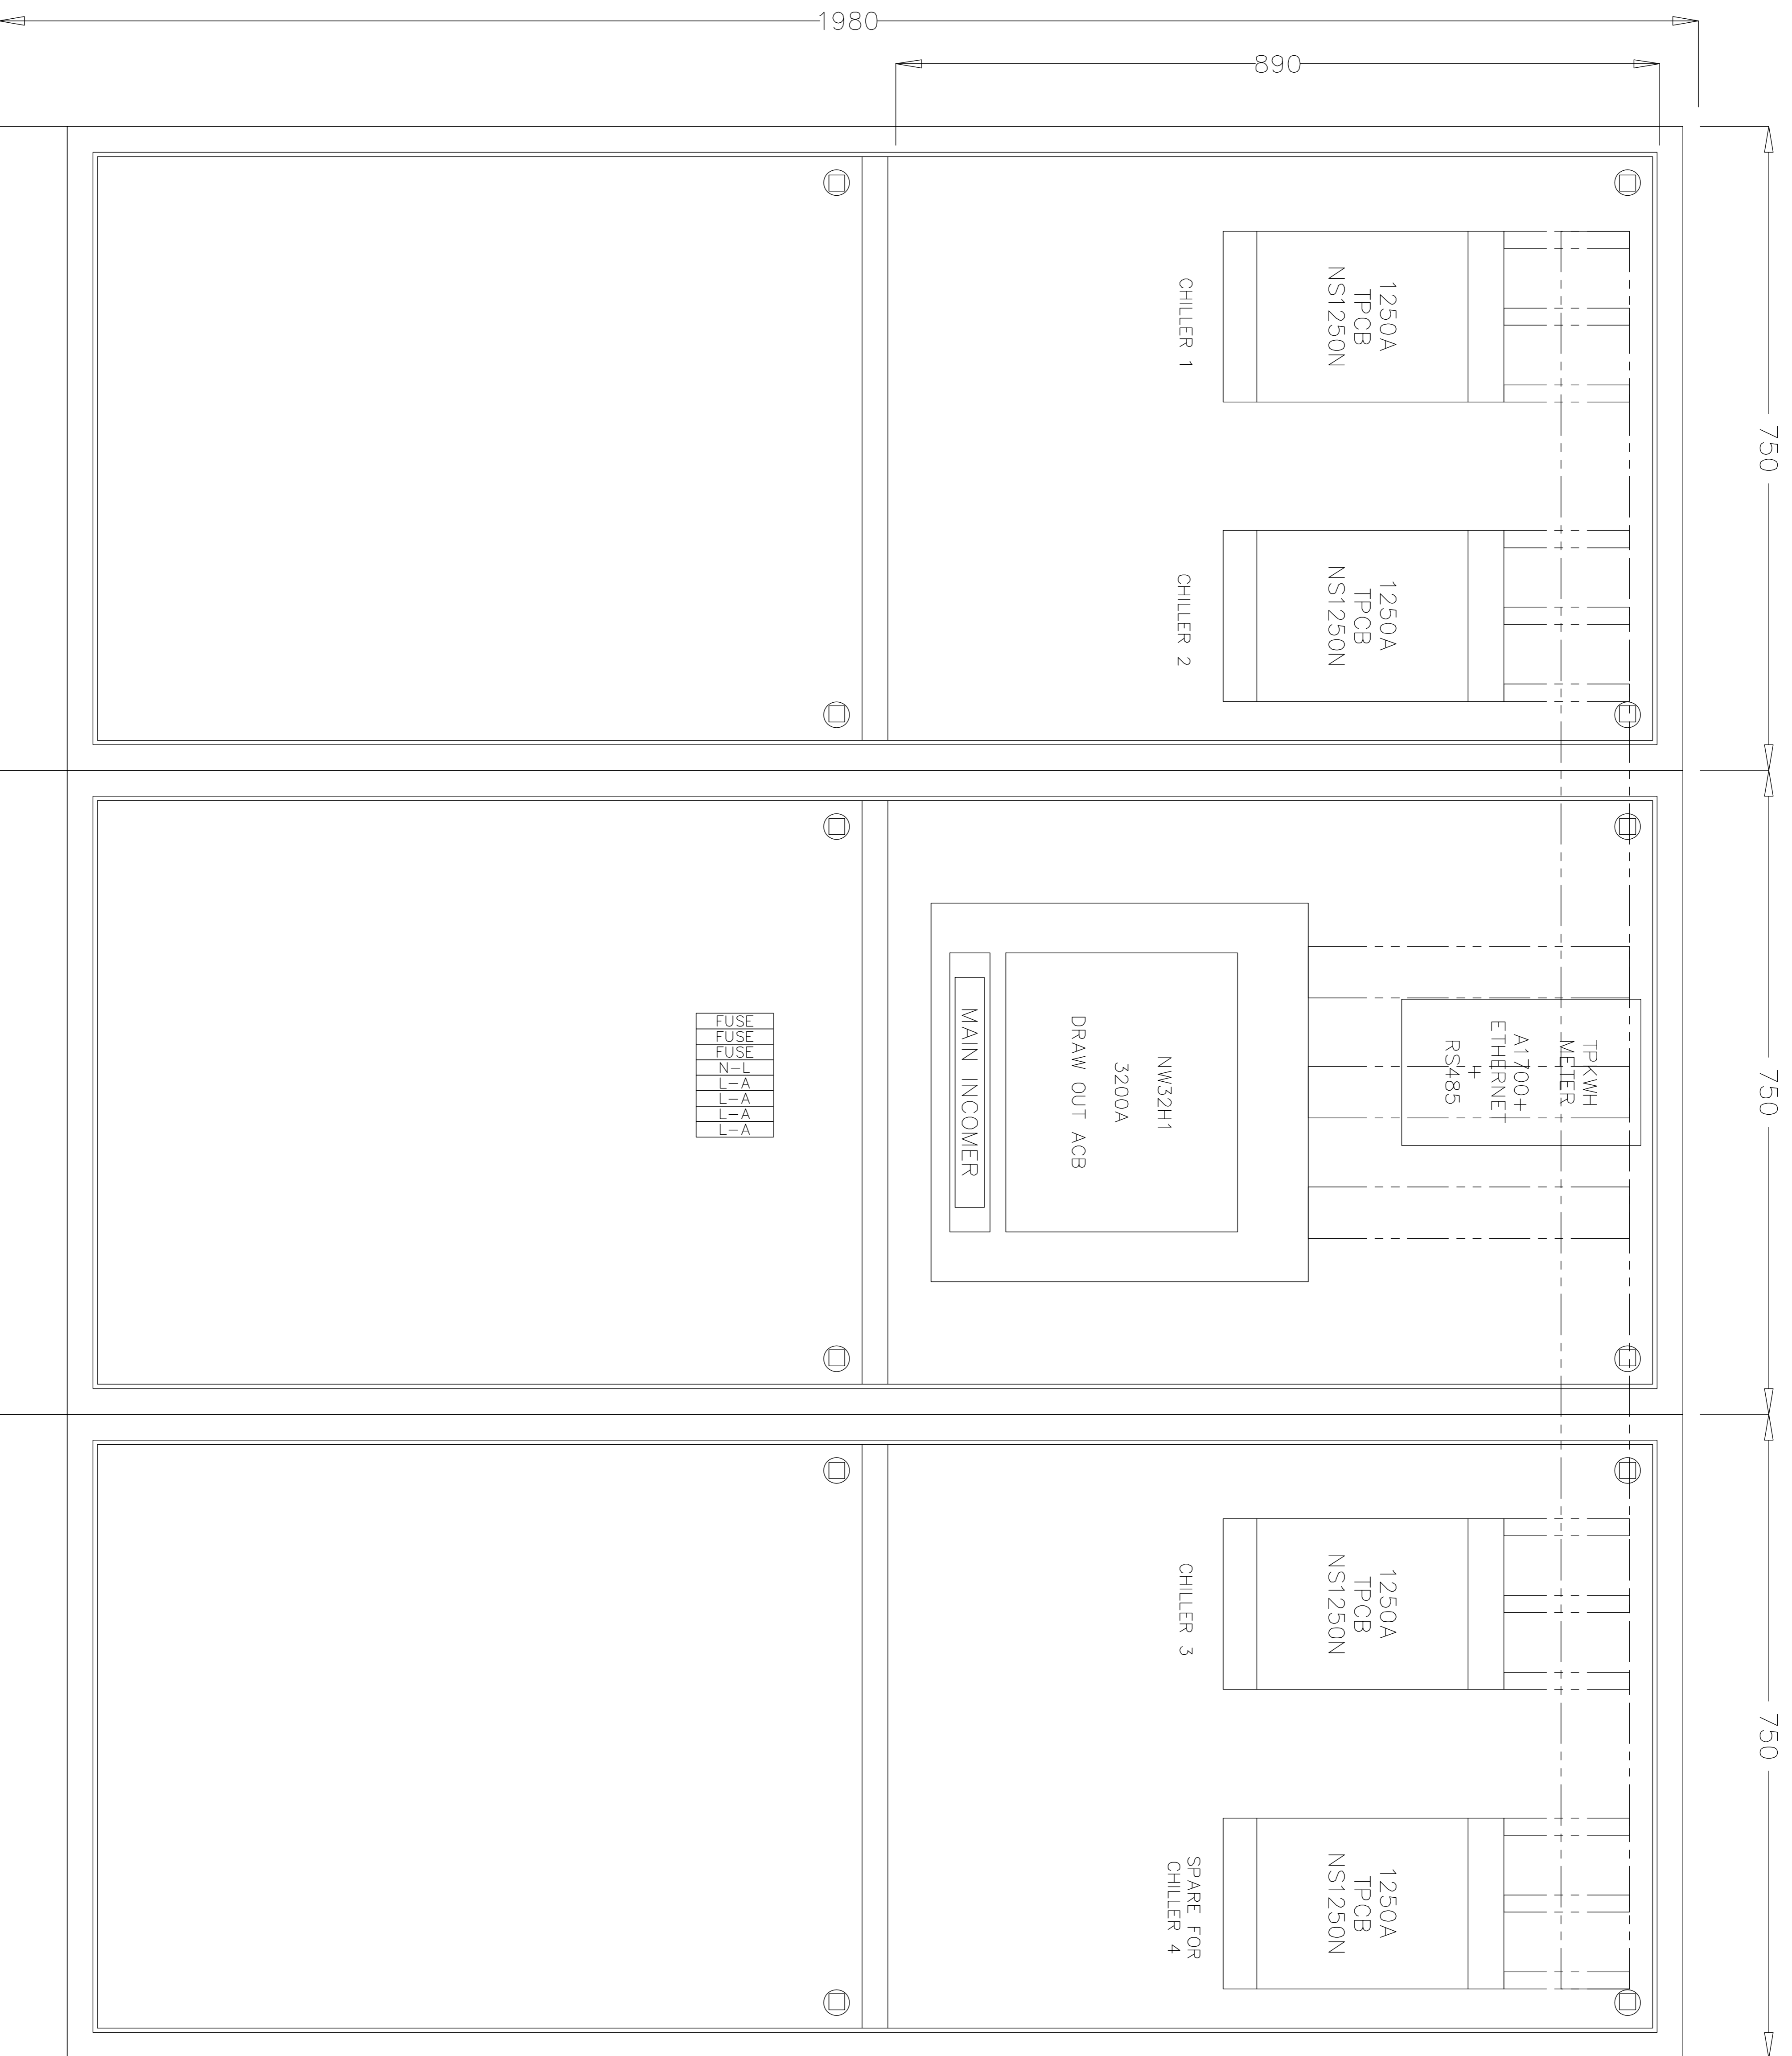 1980
890
750
1250A
TPCB
NS1250N
CHILLER 1
1250A
TPCB
NS1250N
CHILLER 2
750
TPKWH
METER
A1700+
ETHERNET
+
RS485
NW32H1
3200A
DRAW OUT ACB
MAIN INCOMER
FUSE
FUSE
FUSE
N-L
L-A
L-A
L-A
L-A
750
1250A
TPCB
NS1250N
CHILLER 3
1250A
TPCB
NS1250N
SPARE FOR
CHILLER 4